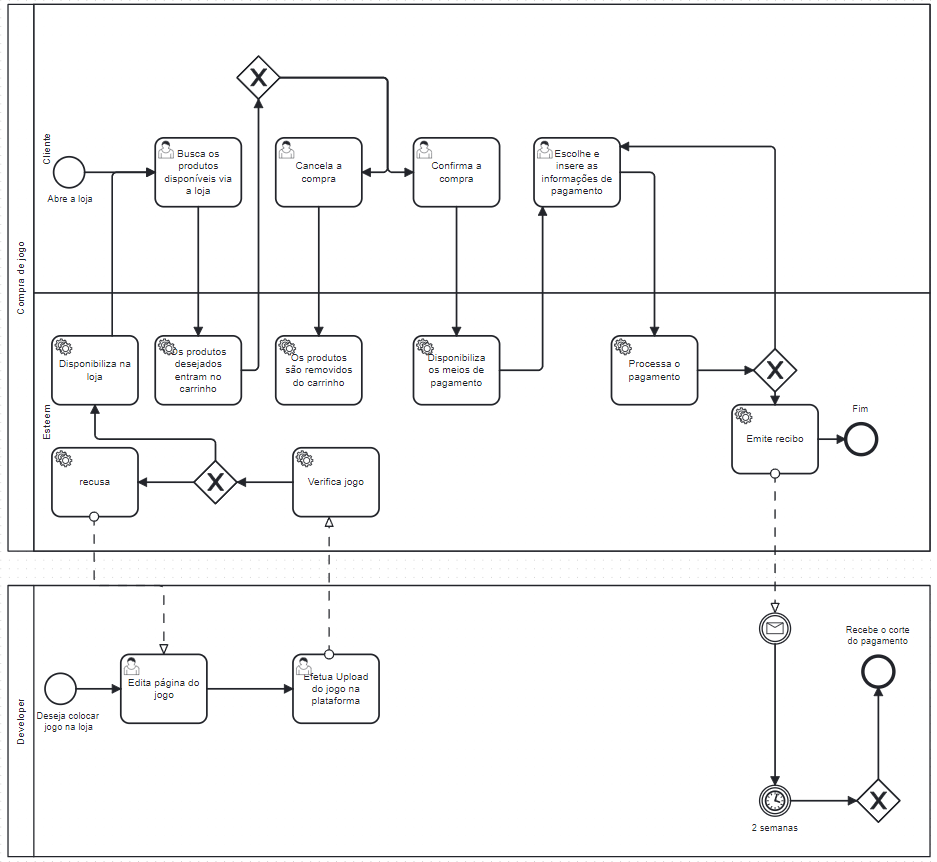 Compra de jogo
Cliente
Abre a loja
Busca os
produtos
disponíveis via
a loja
Cancela a
compra
Confirma a
compra
Escolhe e
insere as
informações de
pagamento
Esteem
Disponibiliza na
loja
Os produtos
desejados
entram no
carrinho
Os produtos
são removidos
do carrinho
Disponibiliza
os meios de
pagamento
Processa o
pagamento
Emite recibo
Fim
recusa
Verifica jogo
Developer
Deseja colocar
jogo na loja
Edita página do
jogo
Efetua Upload
do jogo na
plataforma
2 semanas
Recebe o corte
do pagamento